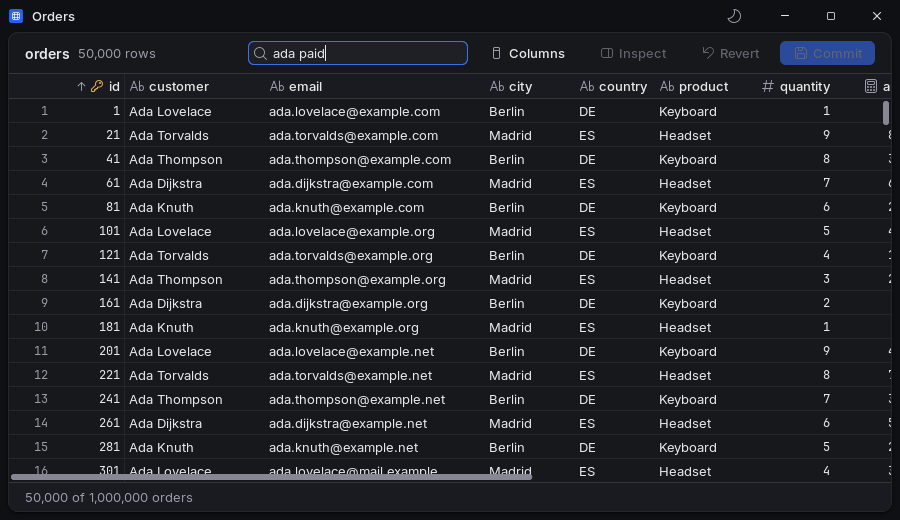 Orders
orders 50,000 rows ada paid Columns Inspect Revert Commit
id Ab customer Ab email Ab city Ab country Ab product # quantity
1 1 Ada Lovelace ada.lovelace@example.com Berlin DE Keyboard 1
2 21 Ada Torvalds ada.torvalds@example.com Madrid ES Headset 9
3 41 Ada Thompson ada.thompson@example.com Berlin DE Keyboard 8
4 61 Ada Dijkstra ada.dijkstra@example.com Madrid ES Headset 7
5 81 Ada Knuth ada.knuth@example.com Berlin DE Keyboard 6
6 101 Ada Lovelace ada.lovelace@example.org Madrid ES Headset 5
7 121 Ada Torvalds ada.torvalds@example.org Berlin DE Keyboard 4
8 141 Ada Thompson ada.thompson@example.org Madrid ES Headset 3
9 161 Ada Dijkstra ada.dijkstra@example.org Berlin DE Keyboard 2
10 181 Ada Knuth ada.knuth@example.org Madrid ES Headset 1
11 201 Ada Lovelace ada.lovelace@example.net Berlin DE Keyboard 9
12 221 Ada Torvalds ada.torvalds@example.net Madrid ES Headset 8
13 241 Ada Thompson ada.thompson@example.net Berlin DE Keyboard 7
14 261 Ada Dijkstra ada.dijkstra@example.net Madrid ES Headset 6
15 281 Ada Knuth ada.knuth@example.net Berlin DE Keyboard 5
16 301 Ada Lovelace ada.lovelace@mail.example Madrid ES Headset 4
50,000 of 1,000,000 orders